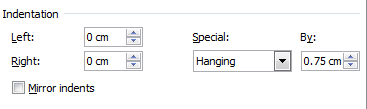 Indentation
Left: 0 cm Special: By:
Right: 0 cm Hanging 0.75 cm
Mirror indents